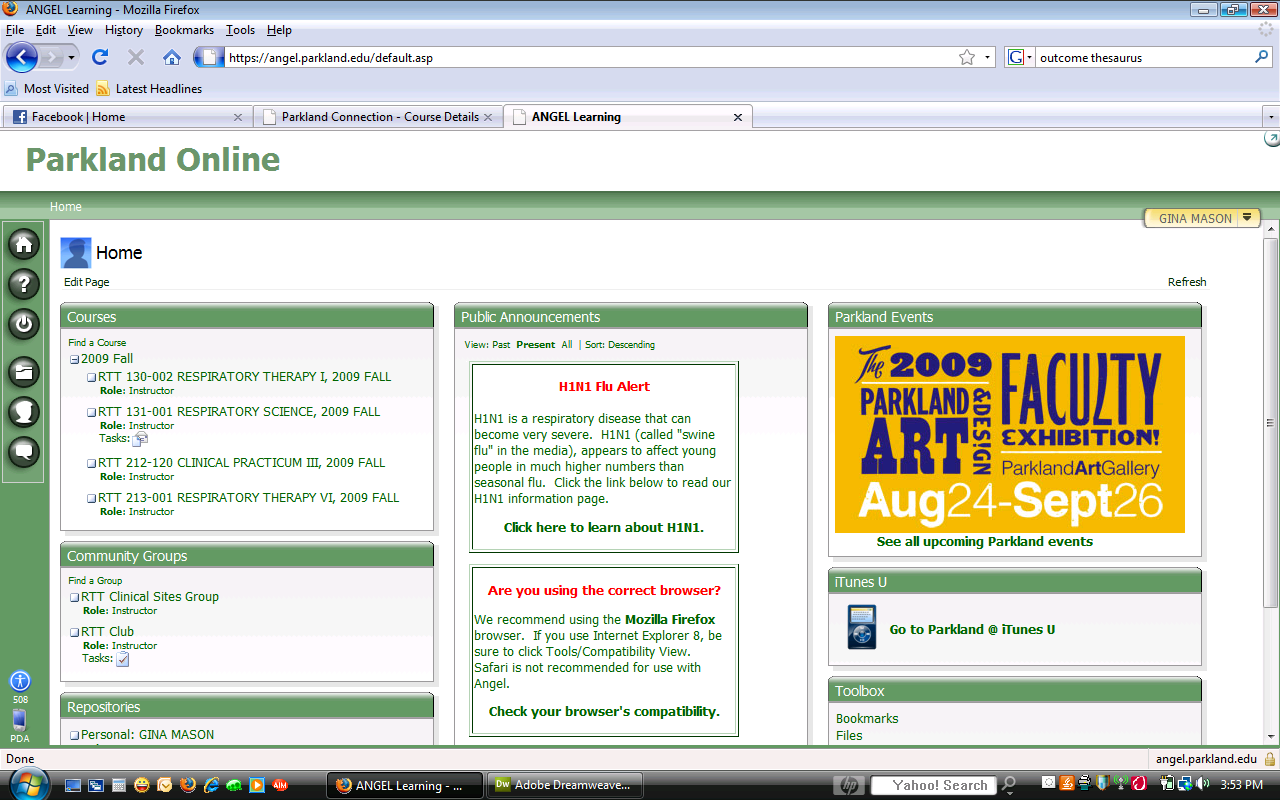 ANGEL Learning - Mozilla Firefox
File Edit View History Bookmarks Tools Help
https://angel.parkland.edu/default.asp
G outcome thesaurus
Most Visited Latest Headlines
Facebook | Home
Parkland Connection - Course Details
ANGEL Learning
Parkland Online
Home
GINA MASON
Home
Edit Page
Refresh
Courses
Find a Course
2009 Fall
RTT 130-002 RESPIRATORY THERAPY I, 2009 FALL
Role: Instructor
RTT 131-001 RESPIRATORY SCIENCE, 2009 FALL
Role: Instructor
Tasks:
RTT 212-120 CLINICAL PRACTICUM III, 2009 FALL
Role: Instructor
RTT 213-001 RESPIRATORY THERAPY VI, 2009 FALL
Role: Instructor
Community Groups
Find a Group
RTT Clinical Sites Group
Role: Instructor
RTT Club
Role: Instructor
Tasks:
Repositories
Personal: GINA MASON
508
PDA
Public Announcements
View: Past Present All | Sort: Descending
H1N1 Flu Alert
H1N1 is a respiratory disease that can
become very severe. H1N1 (called "swine
flu" in the media), appears to affect young
people in much higher numbers than
seasonal flu. Click the link below to read our
H1N1 information page.
Click here to learn about H1N1.
Are you using the correct browser?
We recommend using the Mozilla Firefox
browser. If you use Internet Explorer 8, be
sure to click Tools/Compatibility View.
Safari is not recommended for use with
Angel.
Check your browser's compatibility.
Parkland Events
The 2009
PARKLAND
ART
& DESIGN
FACULTY
EXHIBITION!
ParklandArtGallery
Aug24-Sept26
See all upcoming Parkland events
iTunes U
Go to Parkland @ iTunes U
Toolbox
Bookmarks
Files
Done
angel.parkland.edu
AIM
ANGEL Learning - ...
Dw Adobe Dreamweave...
hp
Yahoo! Search
3:53 PM